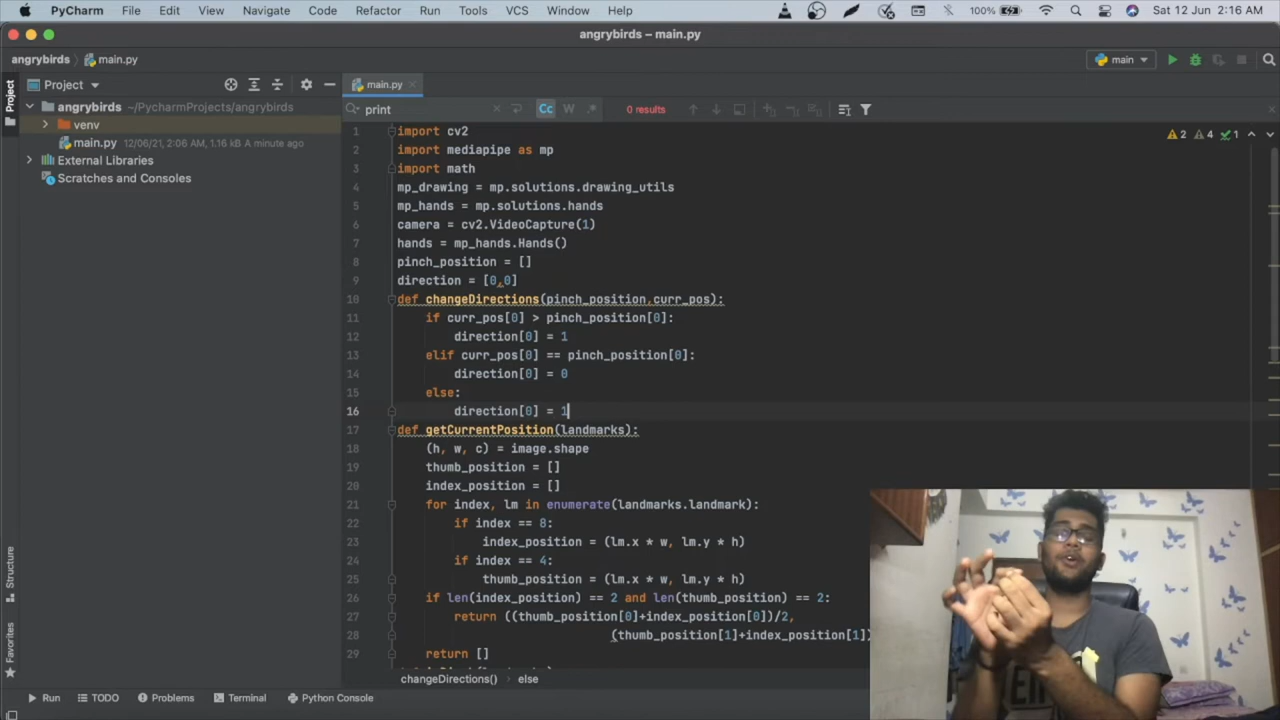 PyCharm File Edit View Navigate Code Refactor Run Tools VCS Window Help 100% Sat 12 Jun 2:16 AM
angrybirds – main.py
angrybirds main.py main
Project main.py
print Cc W .* 0 results
angrybirds ~/PycharmProjects/angrybirds
venv
main.py 12/06/21, 2:06 AM, 1.16 kB A minute ago
External Libraries
Scratches and Consoles
2 4 1
1 import cv2
2 import mediapipe as mp
3 import math
4 mp_drawing = mp.solutions.drawing_utils
5 mp_hands = mp.solutions.hands
6 camera = cv2.VideoCapture(1)
7 hands = mp_hands.Hands()
8 pinch_position = []
9 direction = [0,0]
10 def changeDirections(pinch_position,curr_pos):
11 if curr_pos[0] > pinch_position[0]:
12 direction[0] = 1
13 elif curr_pos[0] == pinch_position[0]:
14 direction[0] = 0
15 else:
16 direction[0] = 1
17 def getCurrentPosition(landmarks):
18 (h, w, c) = image.shape
19 thumb_position = []
20 index_position = []
21 for index, lm in enumerate(landmarks.landmark):
22 if index == 8:
23 index_position = (lm.x * w, lm.y * h)
24 if index == 4:
25 thumb_position = (lm.x * w, lm.y * h)
26 if len(index_position) == 2 and len(thumb_position) == 2:
27 return ((thumb_position[0]+index_position[0])/2,
28 (thumb_position[1]+index_position[1])
29 return []
changeDirections() else
Project
Structure
Favorites
Run TODO Problems Terminal Python Console